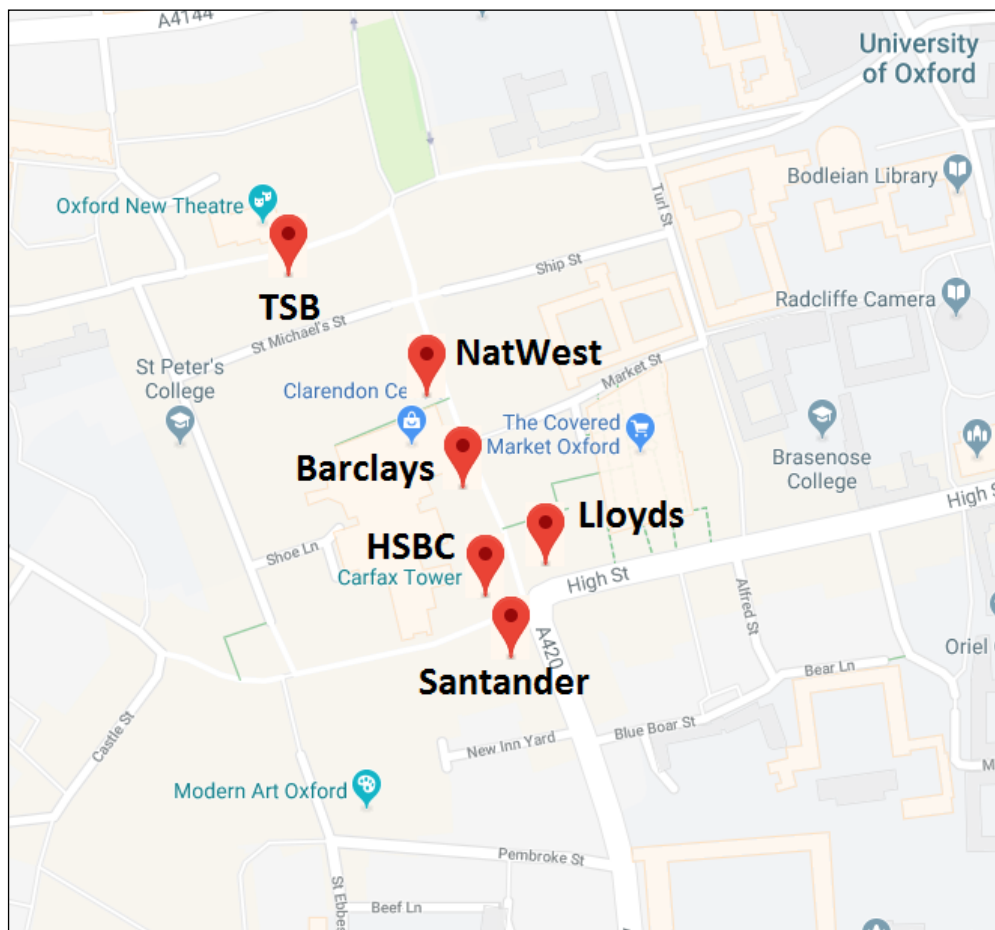 A4144
University
of Oxford
Bodleian Library
Turl St
Oxford New Theatre
TSB
Ship St
Radcliffe Camera
St Michael's St
NatWest
St Peter's
College
Market St
Clarendon Ce
The Covered
Market Oxford
Barclays
Brasenose
College
High S
Lloyds
HSBC
Shoe Ln
Carfax Tower
High St
Alfred St
A420
Oriel
Santander
Bear Ln
Blue Boar St
Castle St
New Inn Yard
M
Modern Art Oxford
Pembroke St
St Ebbes
Beef Ln